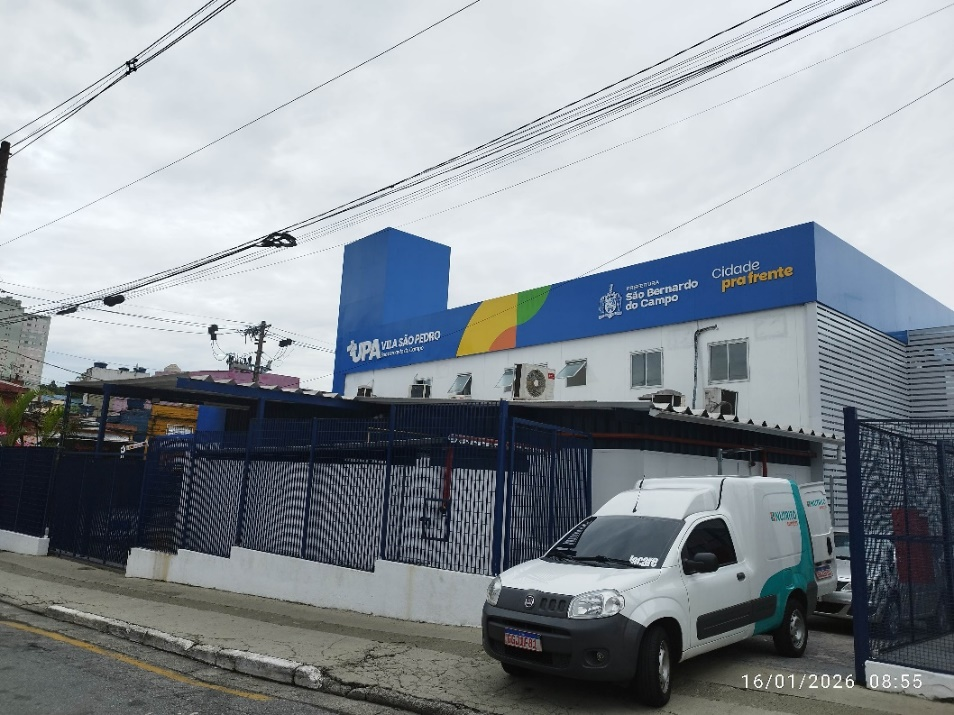 UPA VILA SÃO PEDRO
São Bernardo do Campo
PREFEITURA
São Bernardo
do Campo
Cidade
pra frente
locare
16/01/2026 08:55